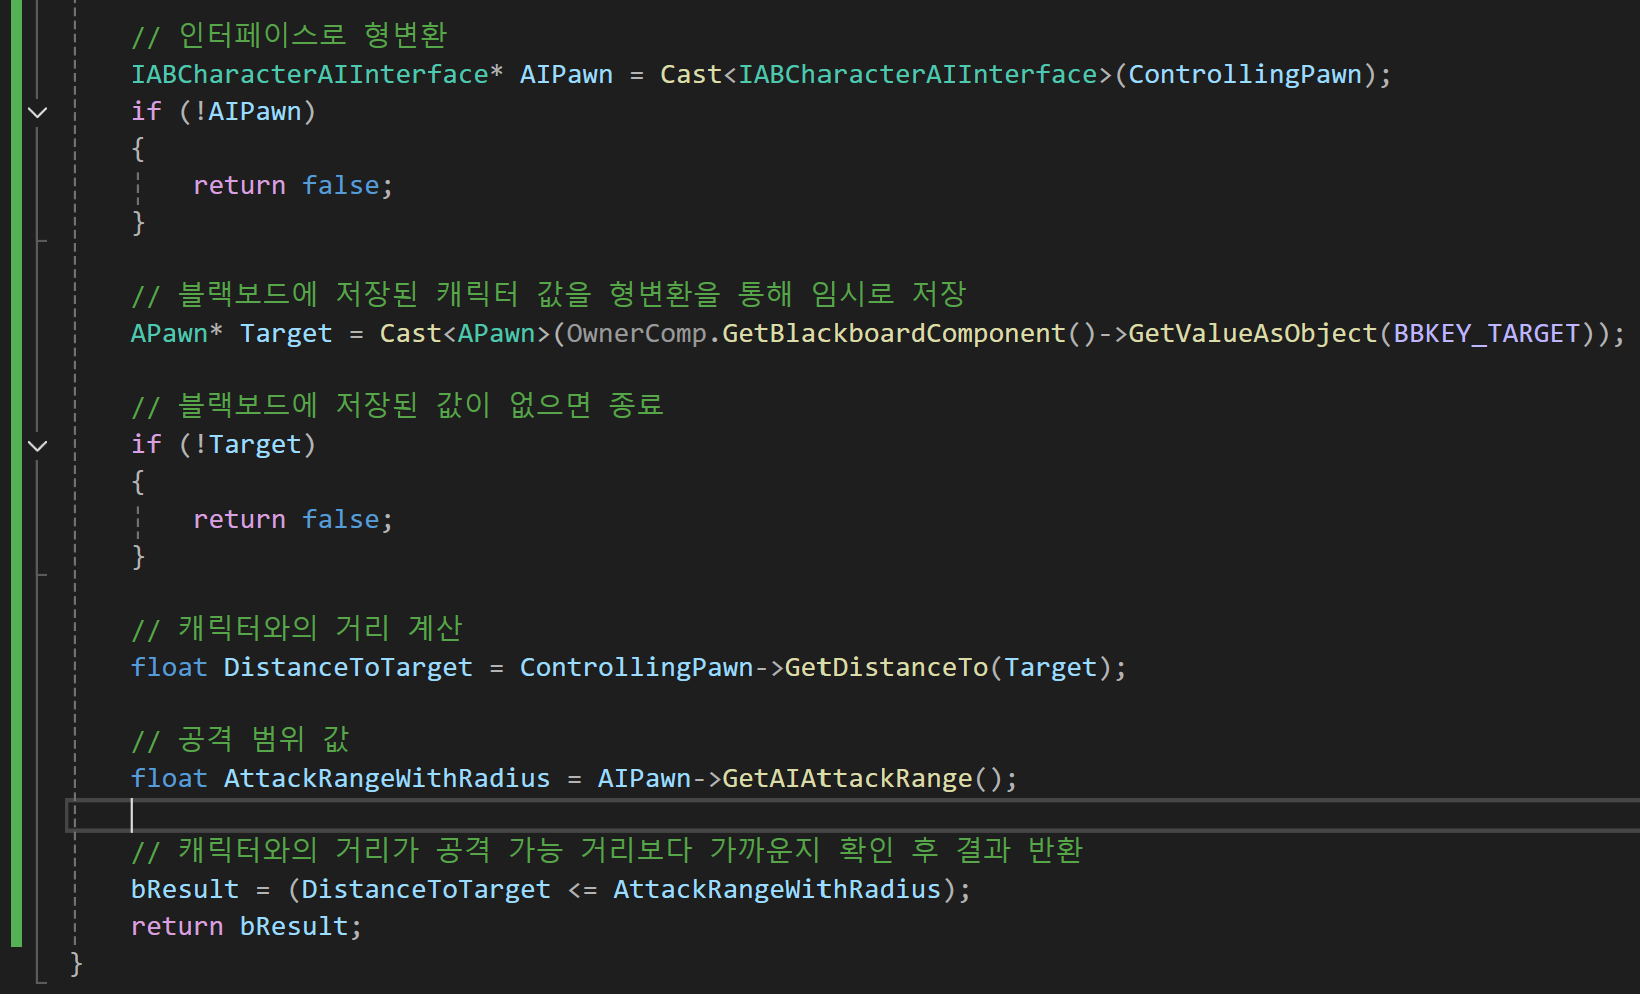 // 인터페이스로 형변환
IABCharacterAIInterface* AIPawn = Cast<IABCharacterAIInterface>(ControllingPawn);
if (!AIPawn)
{
return false;
}
// 블랙보드에 저장된 캐릭터 값을 형변환을 통해 임시로 저장
APawn* Target = Cast<APawn>(OwnerComp.GetBlackboardComponent()->GetValueAsObject(BBKEY_TARGET));
// 블랙보드에 저장된 값이 없으면 종료
if (!Target)
{
return false;
}
// 캐릭터와의 거리 계산
float DistanceToTarget = ControllingPawn->GetDistanceTo(Target);
// 공격 범위 값
float AttackRangeWithRadius = AIPawn->GetAIAttackRange();
// 캐릭터와의 거리가 공격 가능 거리보다 가까운지 확인 후 결과 반환
bResult = (DistanceToTarget <= AttackRangeWithRadius);
return bResult;
}